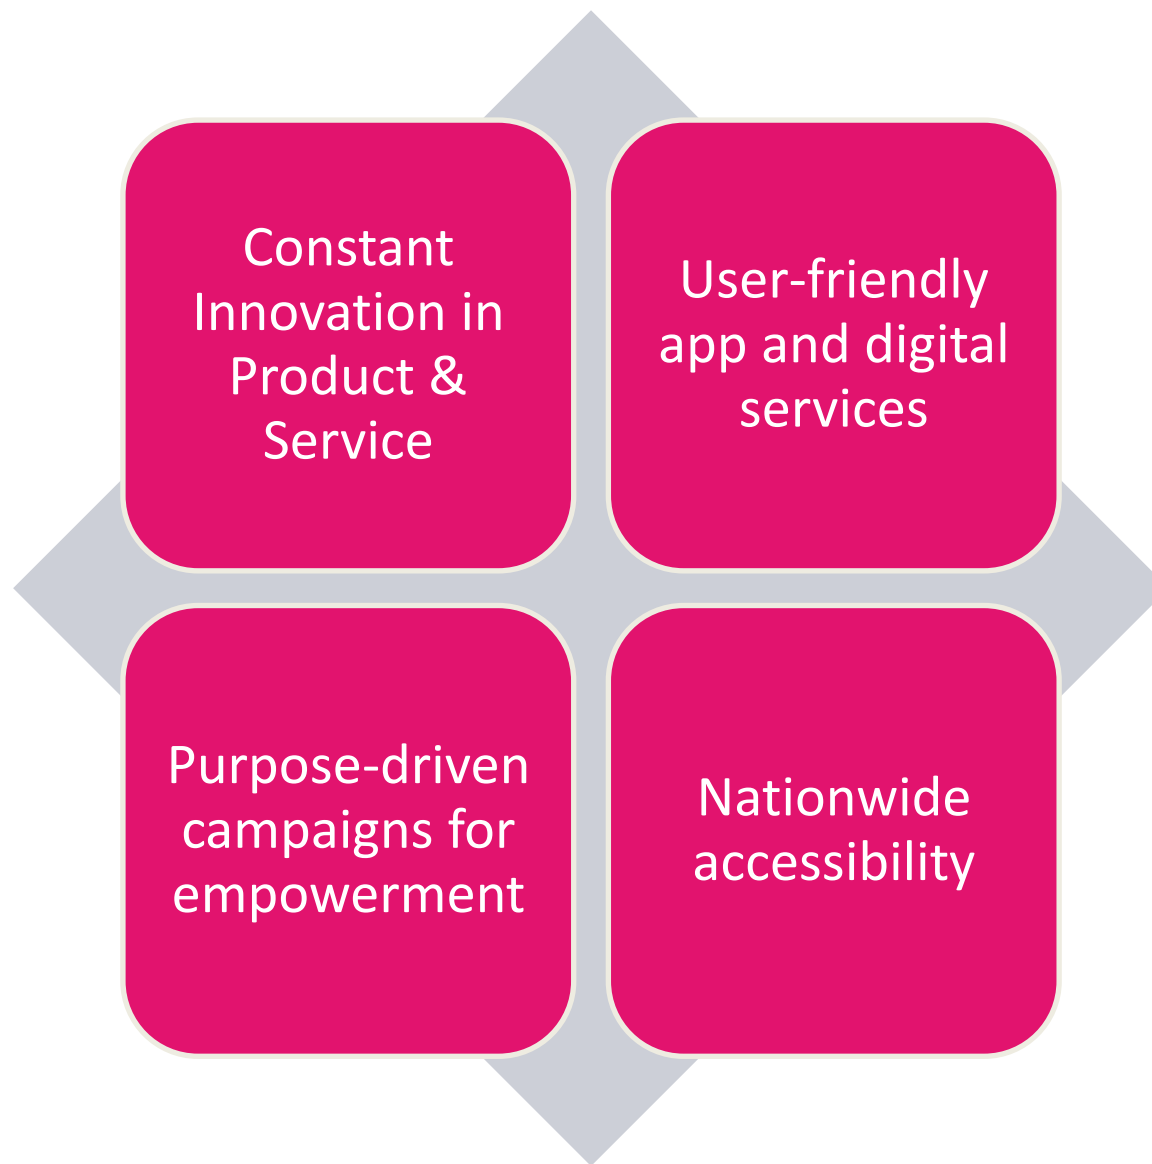 Constant
Innovation in
Product &
Service
User-friendly
app and digital
services
Purpose-driven
campaigns for
empowerment
Nationwide
accessibility